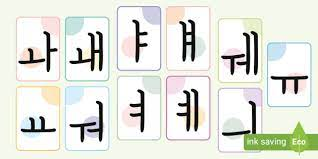 ㅘ ㅙ ㅑ ㅒ ㅞ ㅠ
ㅛ ㅝ ㅕ ㅖ ㅢ
ink saving Eco